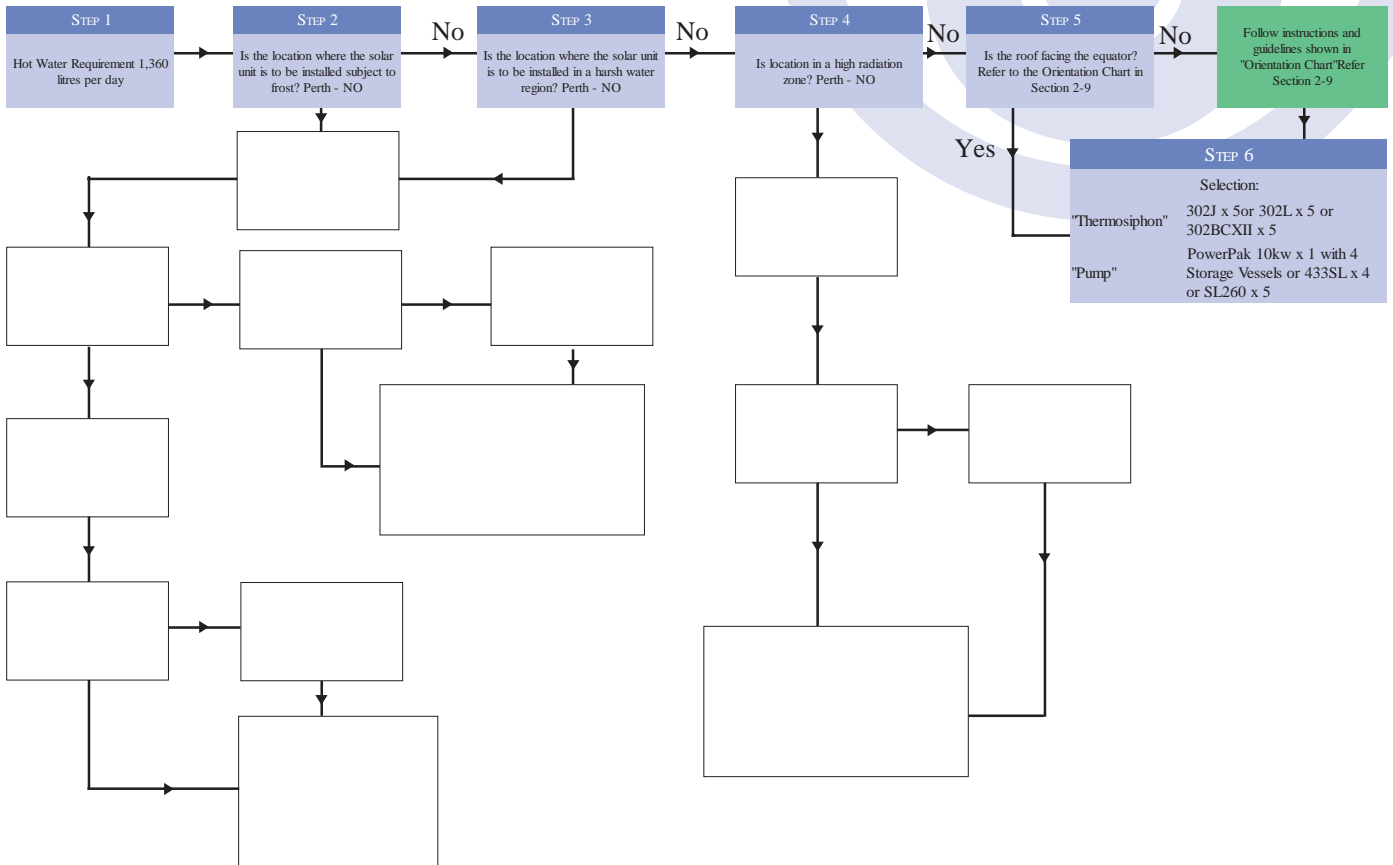 STEP 1
Hot Water Requirement 1,360
litres per day
STEP 2
Is the location where the solar
unit is to be installed subject to
frost? Perth - NO
No
STEP 3
Is the location where the solar unit
is to be installed in a harsh water
region? Perth - NO
No
STEP 4
Is location in a high radiation
zone? Perth - NO
No
STEP 5
Is the roof facing the equator?
Refer to the Orientation Chart in
Section 2-9
No
Follow instructions and
guidelines shown in
"Orientation Chart"Refer
Section 2-9
Yes
STEP 6
Selection:
"Thermosiphon" 302J x 5or 302L x 5 or
302BCXII x 5
PowerPak 10kw x 1 with 4
"Pump" Storage Vessels or 433SL x 4
or SL260 x 5